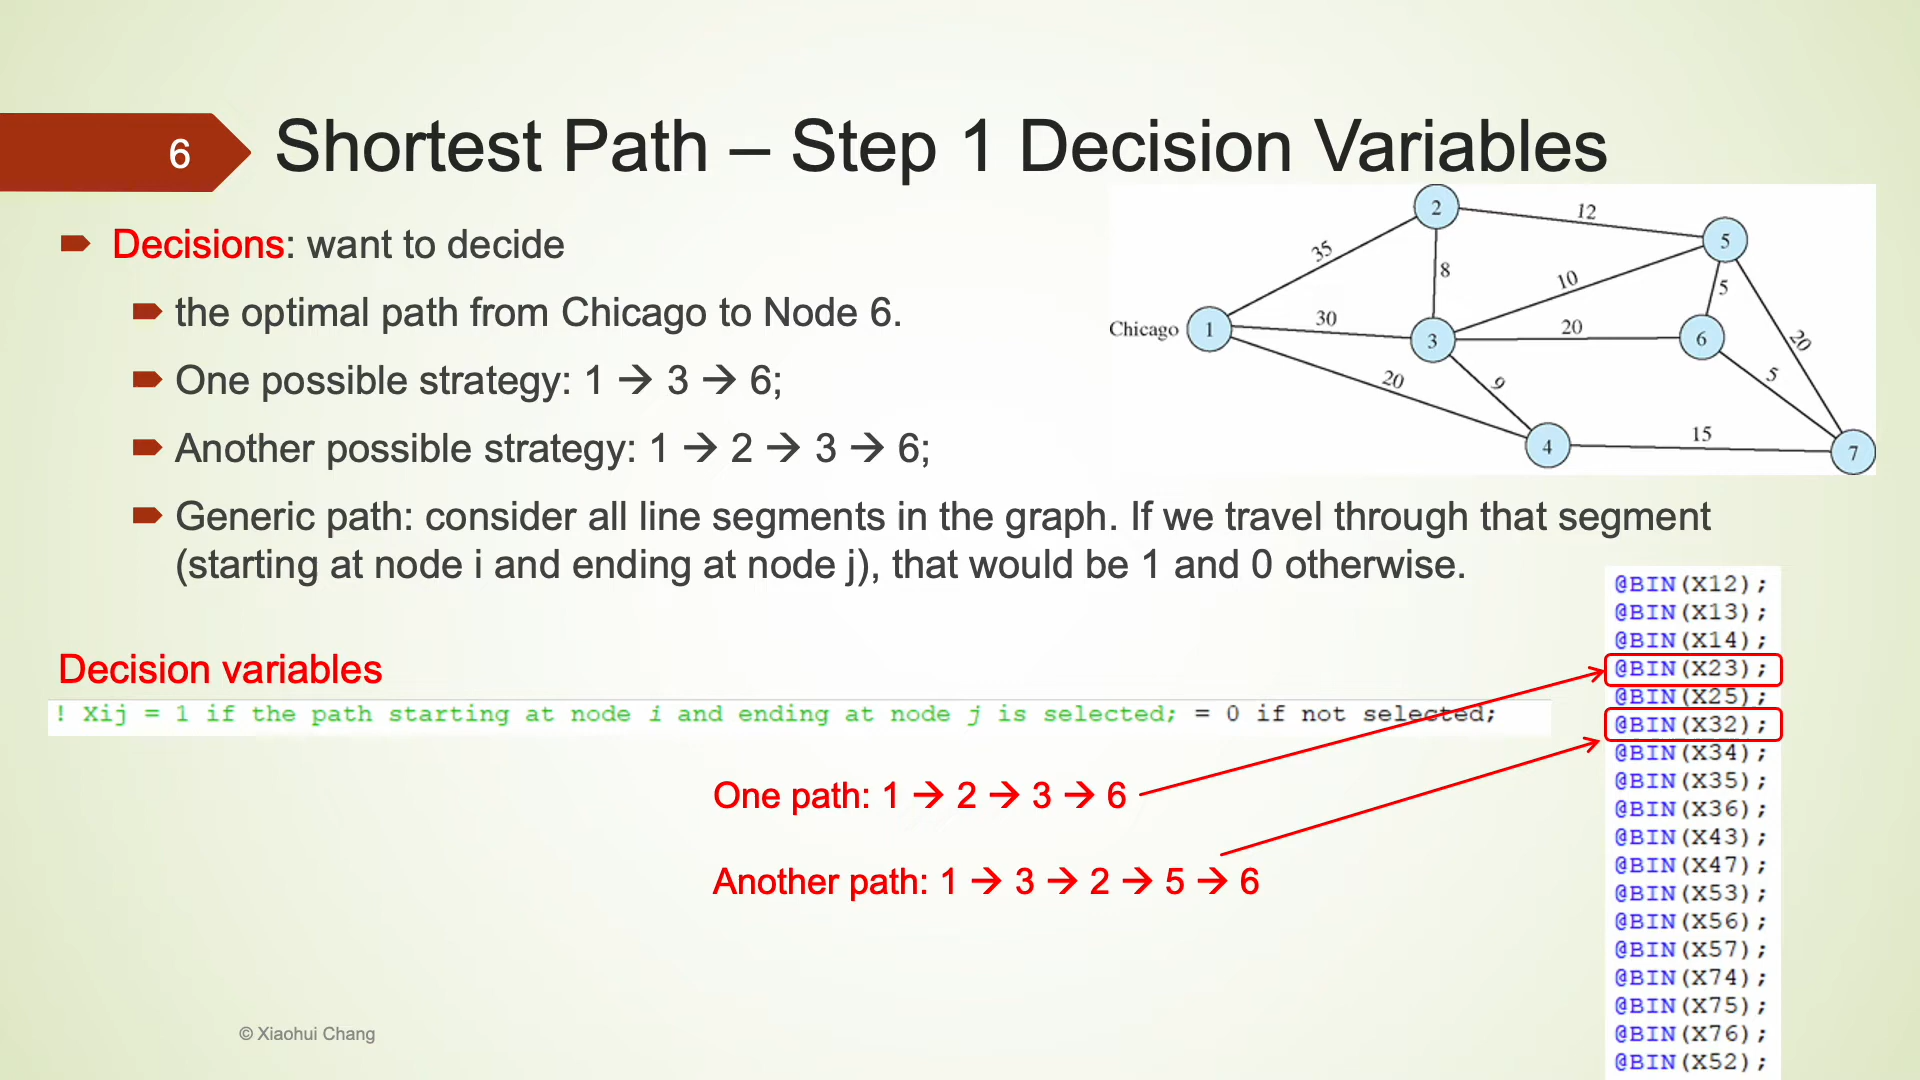 6
Shortest Path – Step 1 Decision Variables
Decisions: want to decide
the optimal path from Chicago to Node 6.
One possible strategy: 1 → 3 → 6;
Another possible strategy: 1 → 2 → 3 → 6;
Generic path: consider all line segments in the graph. If we travel through that segment
(starting at node i and ending at node j), that would be 1 and 0 otherwise.
2
12
35
5
8
10
5
Chicago
1
30
3
20
6
20
20
9
5
15
4
7
Decision variables
! Xij = 1 if the path starting at node i and ending at node j is selected; = 0 if not selected;
One path: 1 → 2 → 3 → 6
Another path: 1 → 3 → 2 → 5 → 6
@BIN(X12);
@BIN(X13);
@BIN(X14);
@BIN(X23);
@BIN(X25);
@BIN(X32);
@BIN(X34);
@BIN(X35);
@BIN(X36);
@BIN(X43);
@BIN(X47);
@BIN(X53);
@BIN(X56);
@BIN(X57);
@BIN(X74);
@BIN(X75);
@BIN(X76);
@BIN(X52);
© Xiaohui Chang